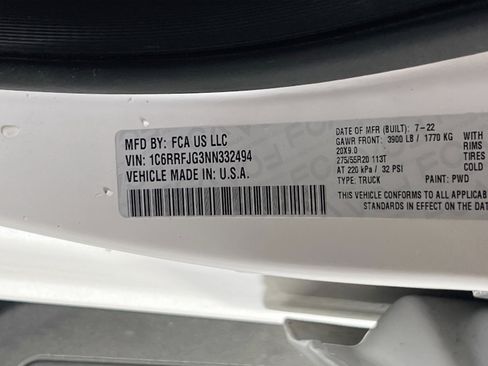 MFD BY: FCA US LLC
VIN: 1C6RRFJG3NN332494
VEHICLE MADE IN: U.S.A.
DATE OF MFR (BUILT): 7-22
GAWR FRONT: 3900 LB / 1770 KG WITH
20X9.0 RIMS
275/55R20 113T TIRES
AT 220 kPa / 32 PSI COLD
TYPE: TRUCK PAINT: PWD
THIS VEHICLE CONFORMS TO ALL APPLICAB
STANDARDS IN EFFECT ON THE DAT